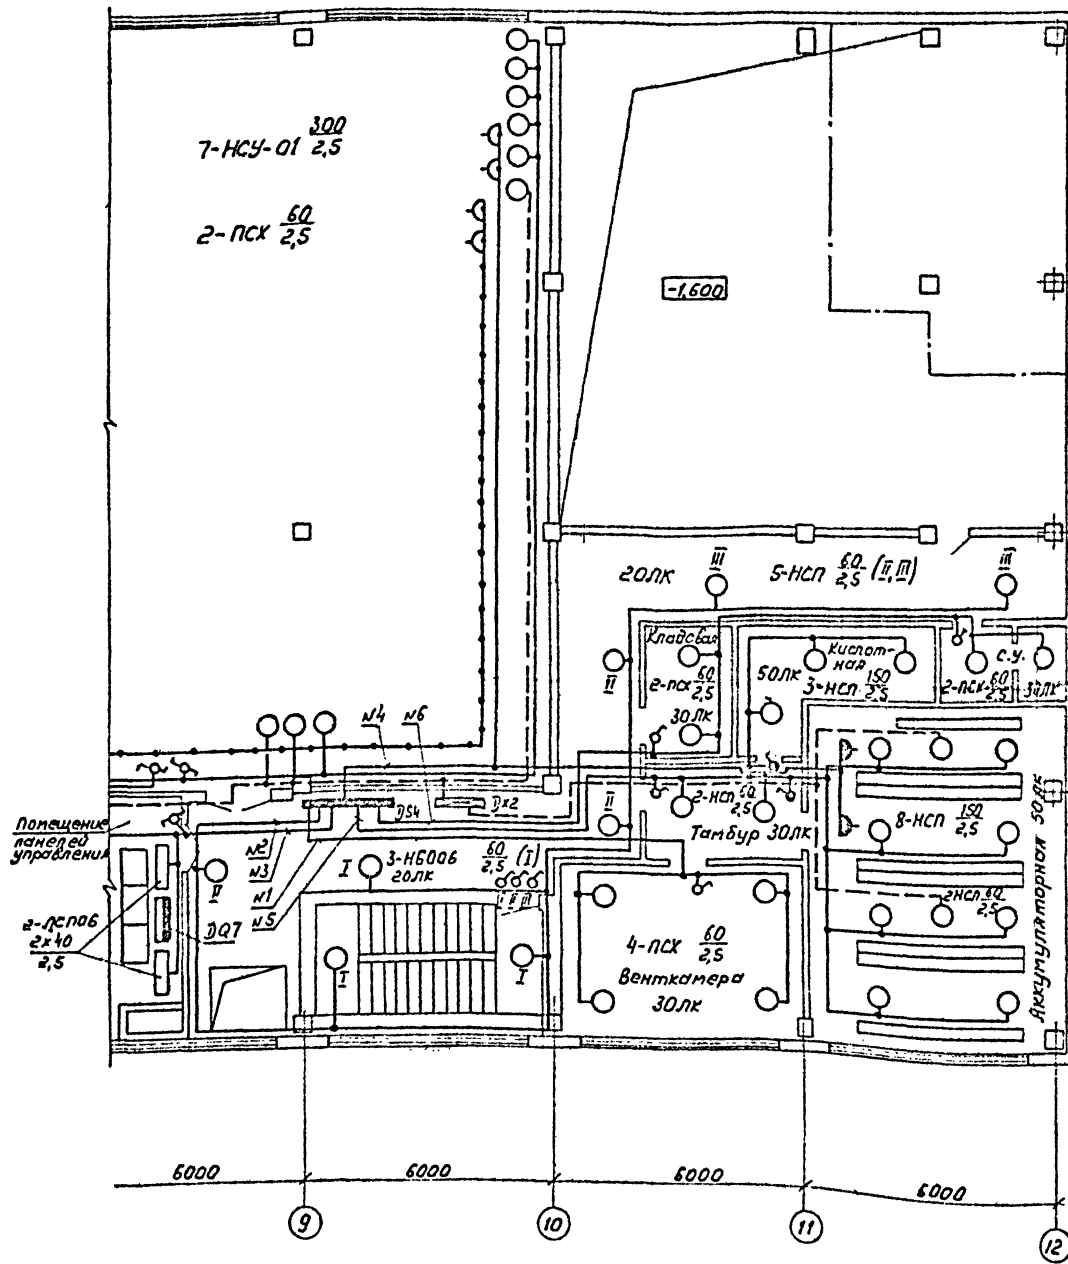 7-НСУ-01 300/2,5
2-ПСХ 60/2,5
-1,600
20ЛК
III
5-НСП 60/2,5 (II, III)
III
Кладовая
III
2-ПСХ 60/2,5
30ЛК
50ЛК
Кислотная
3-НСП 150/2,5
С.У.
2-ПСХ 60/2,5
30ЛК
N4
N6
DS4
DX2
II
2-НСП 60/2,5
Тамбур 30ЛК
8-НСП 150/2,5
2НСП 60/2,5
Аккумуляторная 50ЛК
Помещение
панелей
управления
N2
N3
N1
N5
II
I
3-НБ006
20ЛК
60/2,5 (I)
I II III
2-ЛСП06
2х40
2,5
DQ7
I
I
4-ПСХ 60/2,5
Венткамера
30ЛК
6000
6000
6000
6000
9
10
11
12